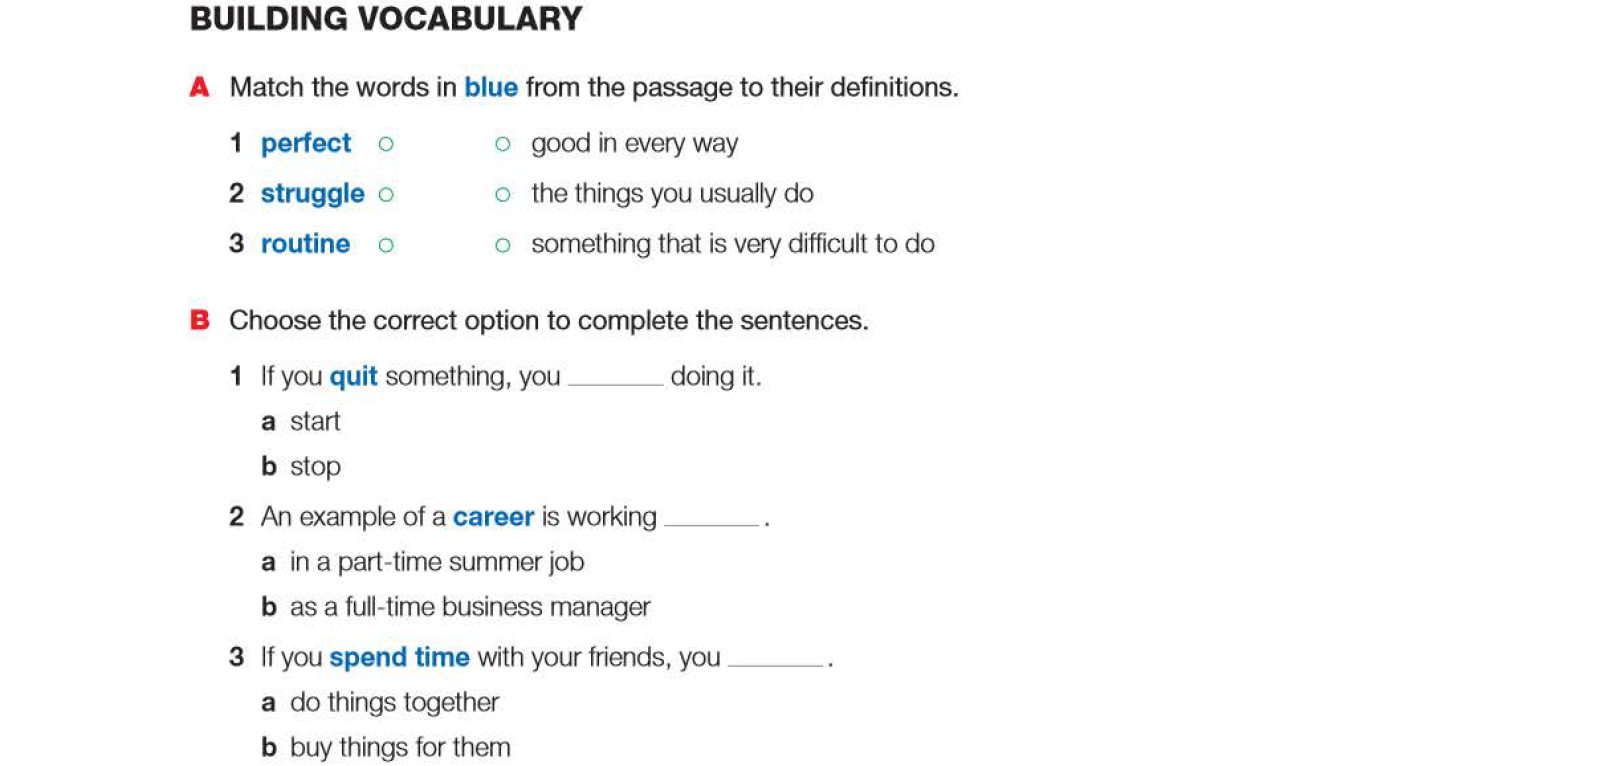 BUILDING VOCABULARY
A Match the words in blue from the passage to their definitions.
1 perfect ○ ○ good in every way
2 struggle ○ ○ the things you usually do
3 routine ○ ○ something that is very difficult to do
B Choose the correct option to complete the sentences.
1 If you quit something, you _______ doing it.
a start
b stop
2 An example of a career is working _______ .
a in a part-time summer job
b as a full-time business manager
3 If you spend time with your friends, you _______ .
a do things together
b buy things for them